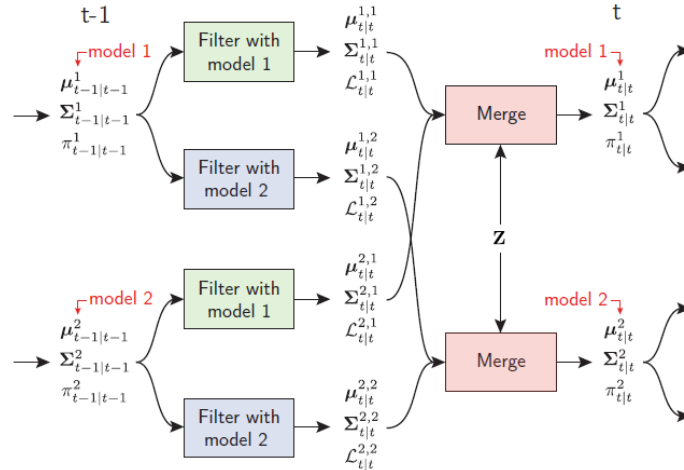 t-1
t
model 1
μ^1_{t-1|t-1}
Σ^1_{t-1|t-1}
π^1_{t-1|t-1}
Filter with
model 1
μ^{1,1}_{t|t}
Σ^{1,1}_{t|t}
𝓛^{1,1}_{t|t}
Filter with
model 2
μ^{1,2}_{t|t}
Σ^{1,2}_{t|t}
𝓛^{1,2}_{t|t}
Merge
model 1
μ^1_{t|t}
Σ^1_{t|t}
π^1_{t|t}
Z
model 2
μ^2_{t-1|t-1}
Σ^2_{t-1|t-1}
π^2_{t-1|t-1}
Filter with
model 1
μ^{2,1}_{t|t}
Σ^{2,1}_{t|t}
𝓛^{2,1}_{t|t}
Filter with
model 2
μ^{2,2}_{t|t}
Σ^{2,2}_{t|t}
𝓛^{2,2}_{t|t}
Merge
model 2
μ^2_{t|t}
Σ^2_{t|t}
π^2_{t|t}